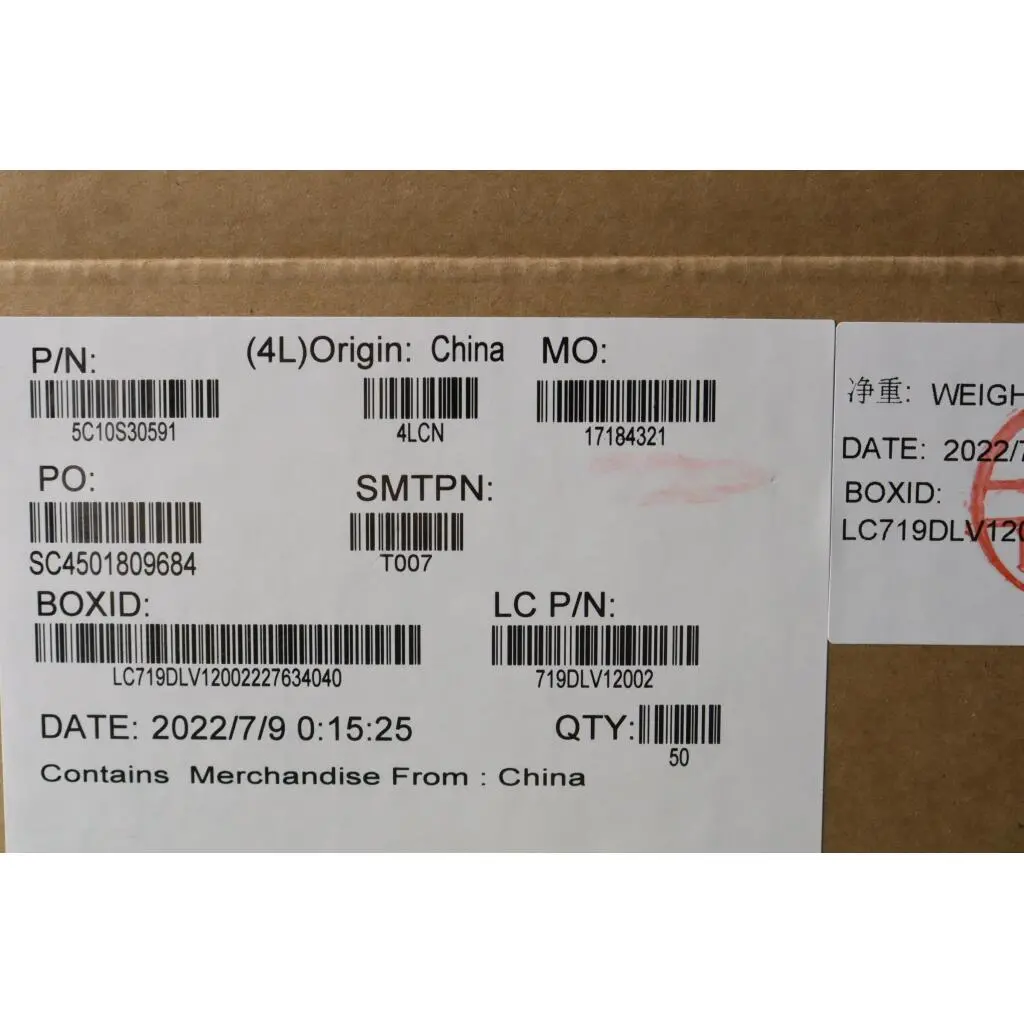 P/N:
(4L)Origin: China
MO:
5C10S30591
4LCN
17184321
PO:
SMTPN:
SC4501809684
T007
BOXID:
LC P/N:
LC719DLV12002227634040
719DLV12002
DATE: 2022/7/9 0:15:25
QTY:
50
Contains Merchandise From : China
净重: WEIGH
DATE: 2022/7
BOXID:
LC719DLV120